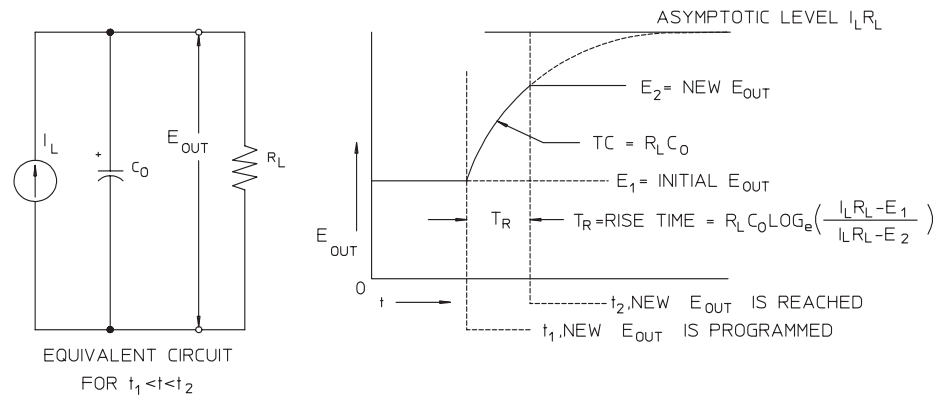 I_L
+
C_O
E_OUT
R_L
EQUIVALENT CIRCUIT
FOR t_1<t<t_2
ASYMPTOTIC LEVEL I_LR_L
E_2= NEW E_OUT
TC = R_LC_O
E_1= INITIAL E_OUT
T_R
T_R=RISE TIME = R_LC_OLOG_e(I_LR_L-E_1/I_LR_L-E_2)
E_OUT
O
t
t_2,NEW E_OUT IS REACHED
t_1,NEW E_OUT IS PROGRAMMED